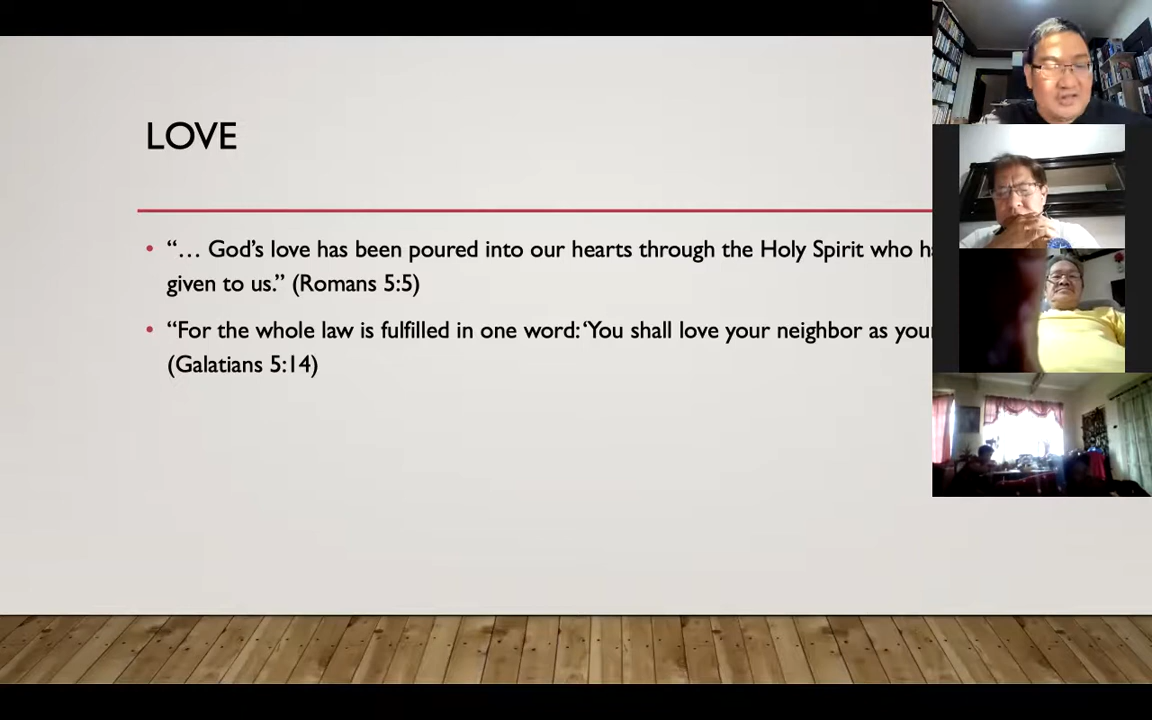 LOVE
• “… God’s love has been poured into our hearts through the Holy Spirit who
given to us.” (Romans 5:5)
• “For the whole law is fulfilled in one word: ‘You shall love your neighbor as
(Galatians 5:14)